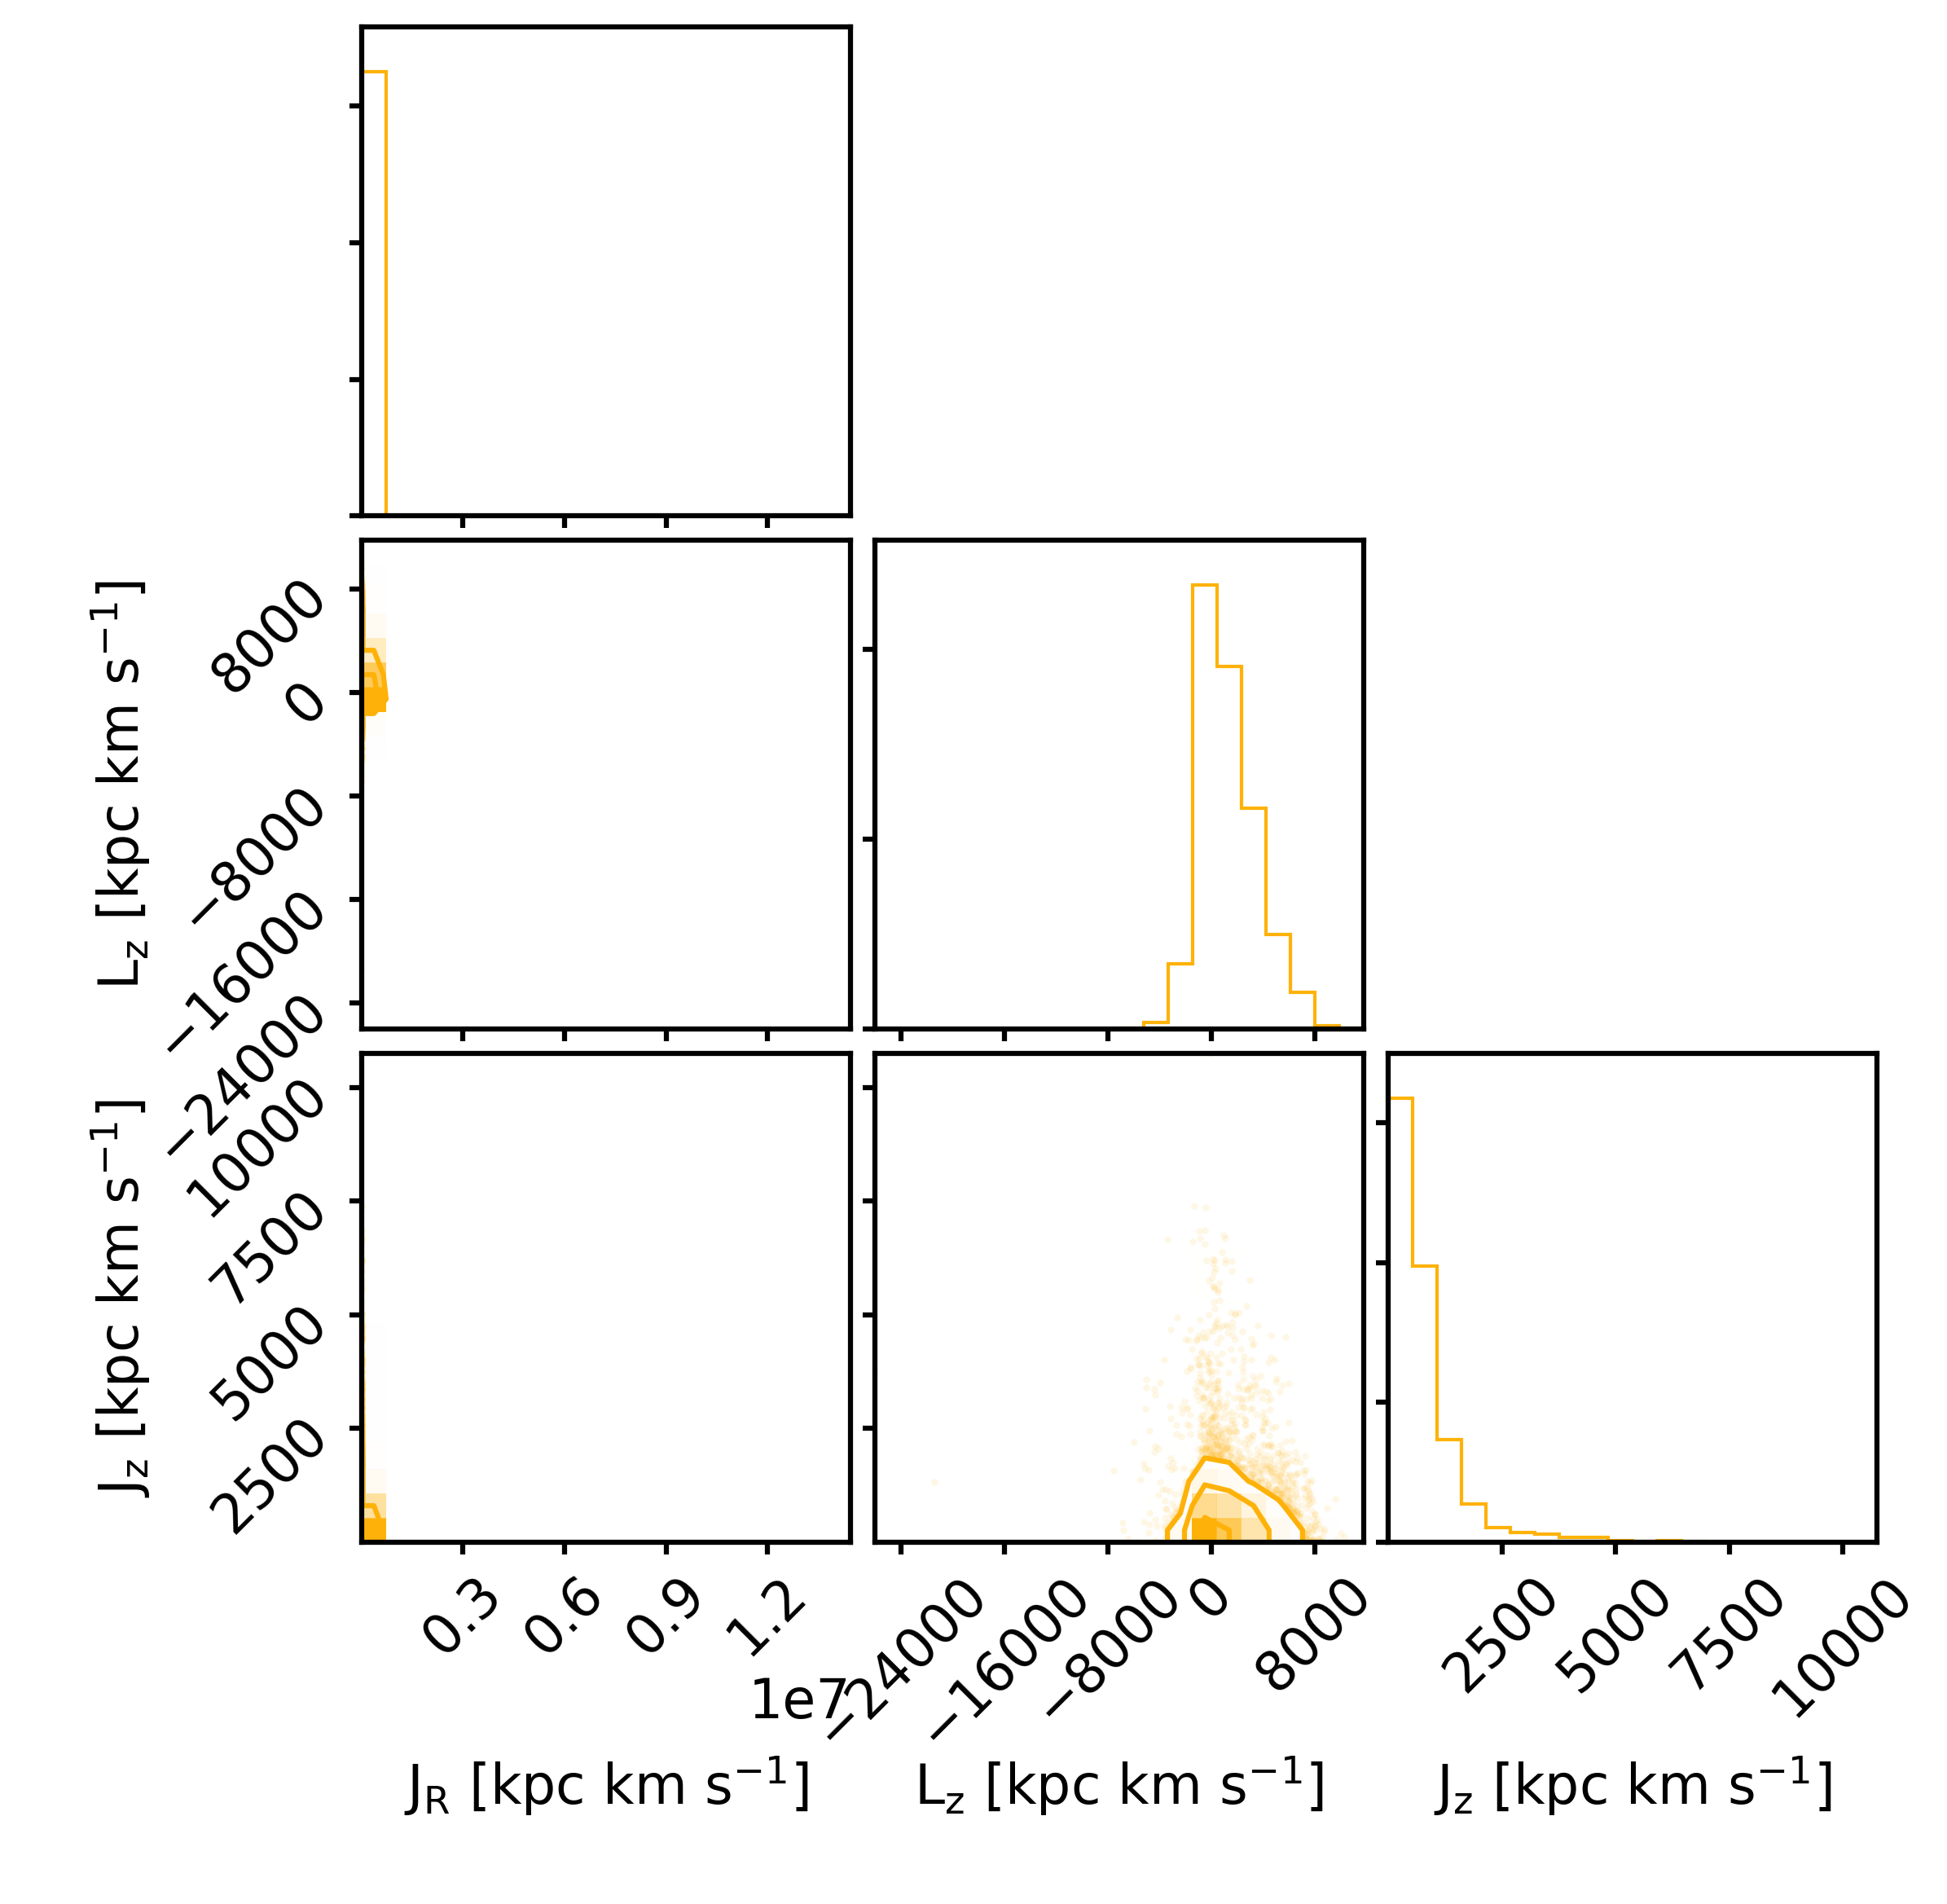 L_z [kpc km s⁻¹]
8000
0
−8000
−16000
−24000
J_z [kpc km s⁻¹]
10000
7500
5000
2500
0.3 0.6 0.9 1.2
1e7
−24000 −16000 −8000 0 8000
2500 5000 7500 10000
J_R [kpc km s⁻¹] L_z [kpc km s⁻¹] J_z [kpc km s⁻¹]